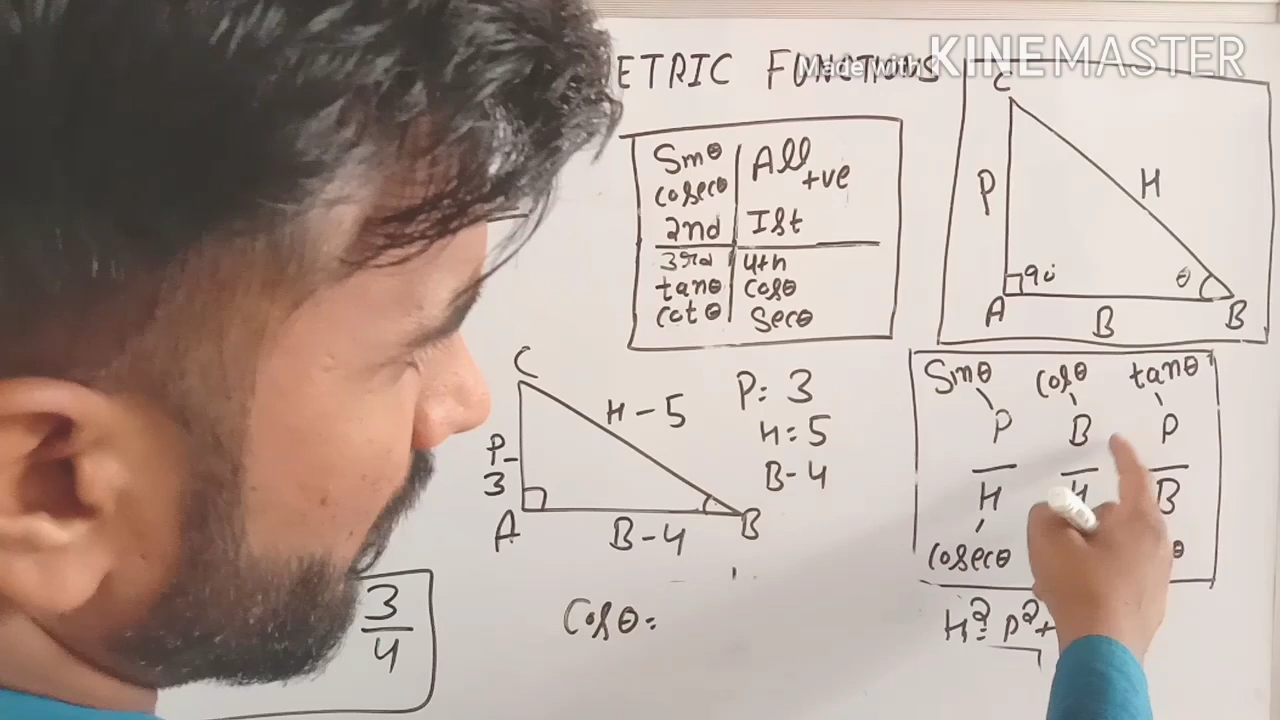 ETRIC FUNCTIONS
Made with KINEMASTER
Sinθ All
cosecθ +ve
2nd Ist
3rd 4th
tanθ cosθ
cotθ Secθ
C
P H
90° θ
A B B
C
H - 5
P-
3
A B-4 B
P: 3
H: 5
B-4
Sinθ cosθ tanθ
P B P
H H B
cosecθ θ
H²= P²+
Cosθ=
3
4